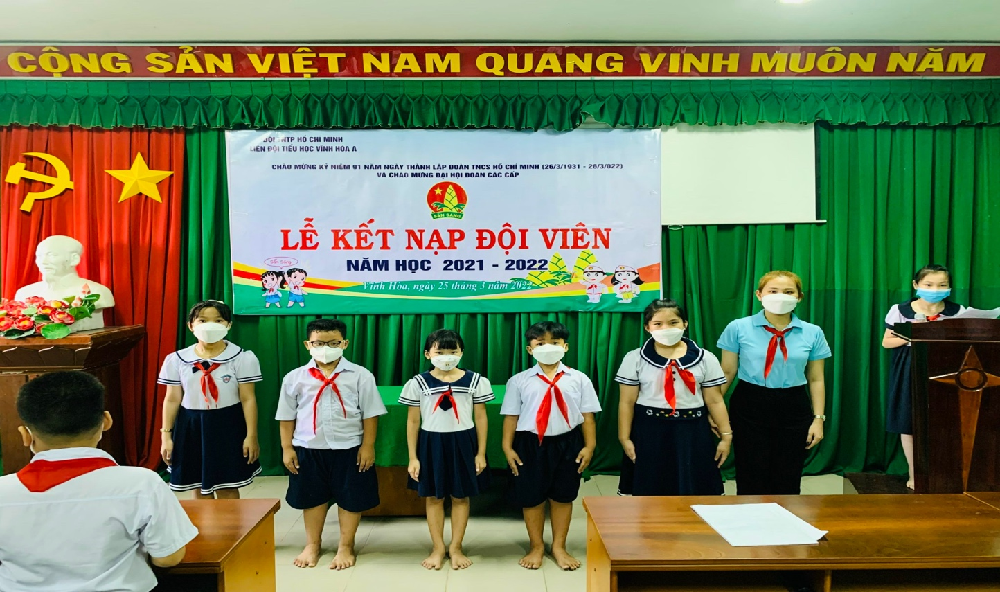 CỘNG SẢN VIỆT NAM QUANG VINH MUÔN NĂM
ĐỘI TNTP HỒ CHÍ MINH
LIÊN ĐỘI TIỂU HỌC VĨNH HÒA A
CHÀO MỪNG KỶ NIỆM 91 NĂM NGÀY THÀNH LẬP ĐOÀN TNCS HỒ CHÍ MINH (26/3/1931 - 26/3/022)
VÀ CHÀO MỪNG ĐẠI HỘI ĐOÀN CÁC CẤP
SẴN SÀNG
LỄ KẾT NẠP ĐỘI VIÊN
NĂM HỌC 2021 - 2022
Sẵn Sàng
Vĩnh Hòa, ngày 25 tháng 3 năm 2022